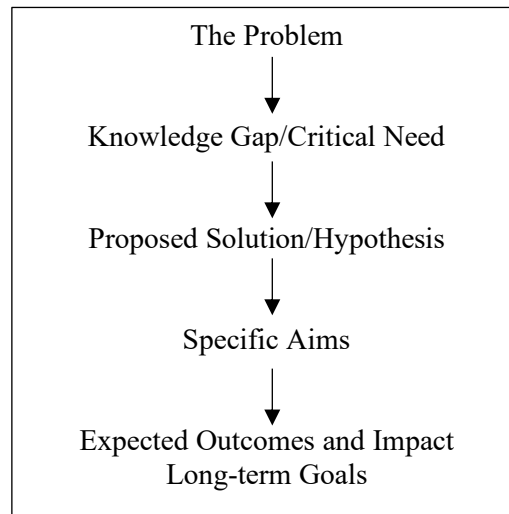 The Problem
Knowledge Gap/Critical Need
Proposed Solution/Hypothesis
Specific Aims
Expected Outcomes and Impact
Long-term Goals